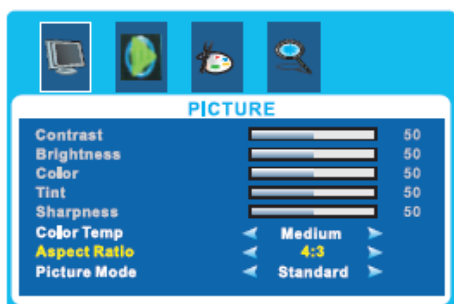 PICTURE
Contrast 50
Brightness 50
Color 50
Tint 50
Sharpness 50
Color Temp Medium
Aspect Ratio 4:3
Picture Mode Standard